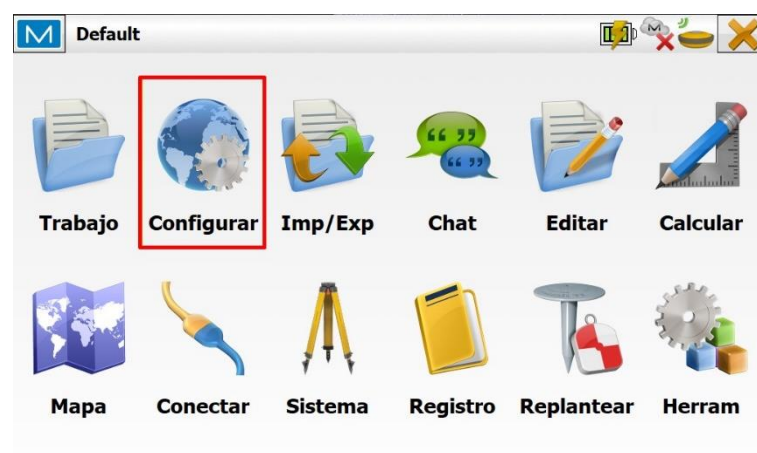 Default
Trabajo Configurar Imp/Exp Chat Editar Calcular
Mapa Conectar Sistema Registro Replantear Herram